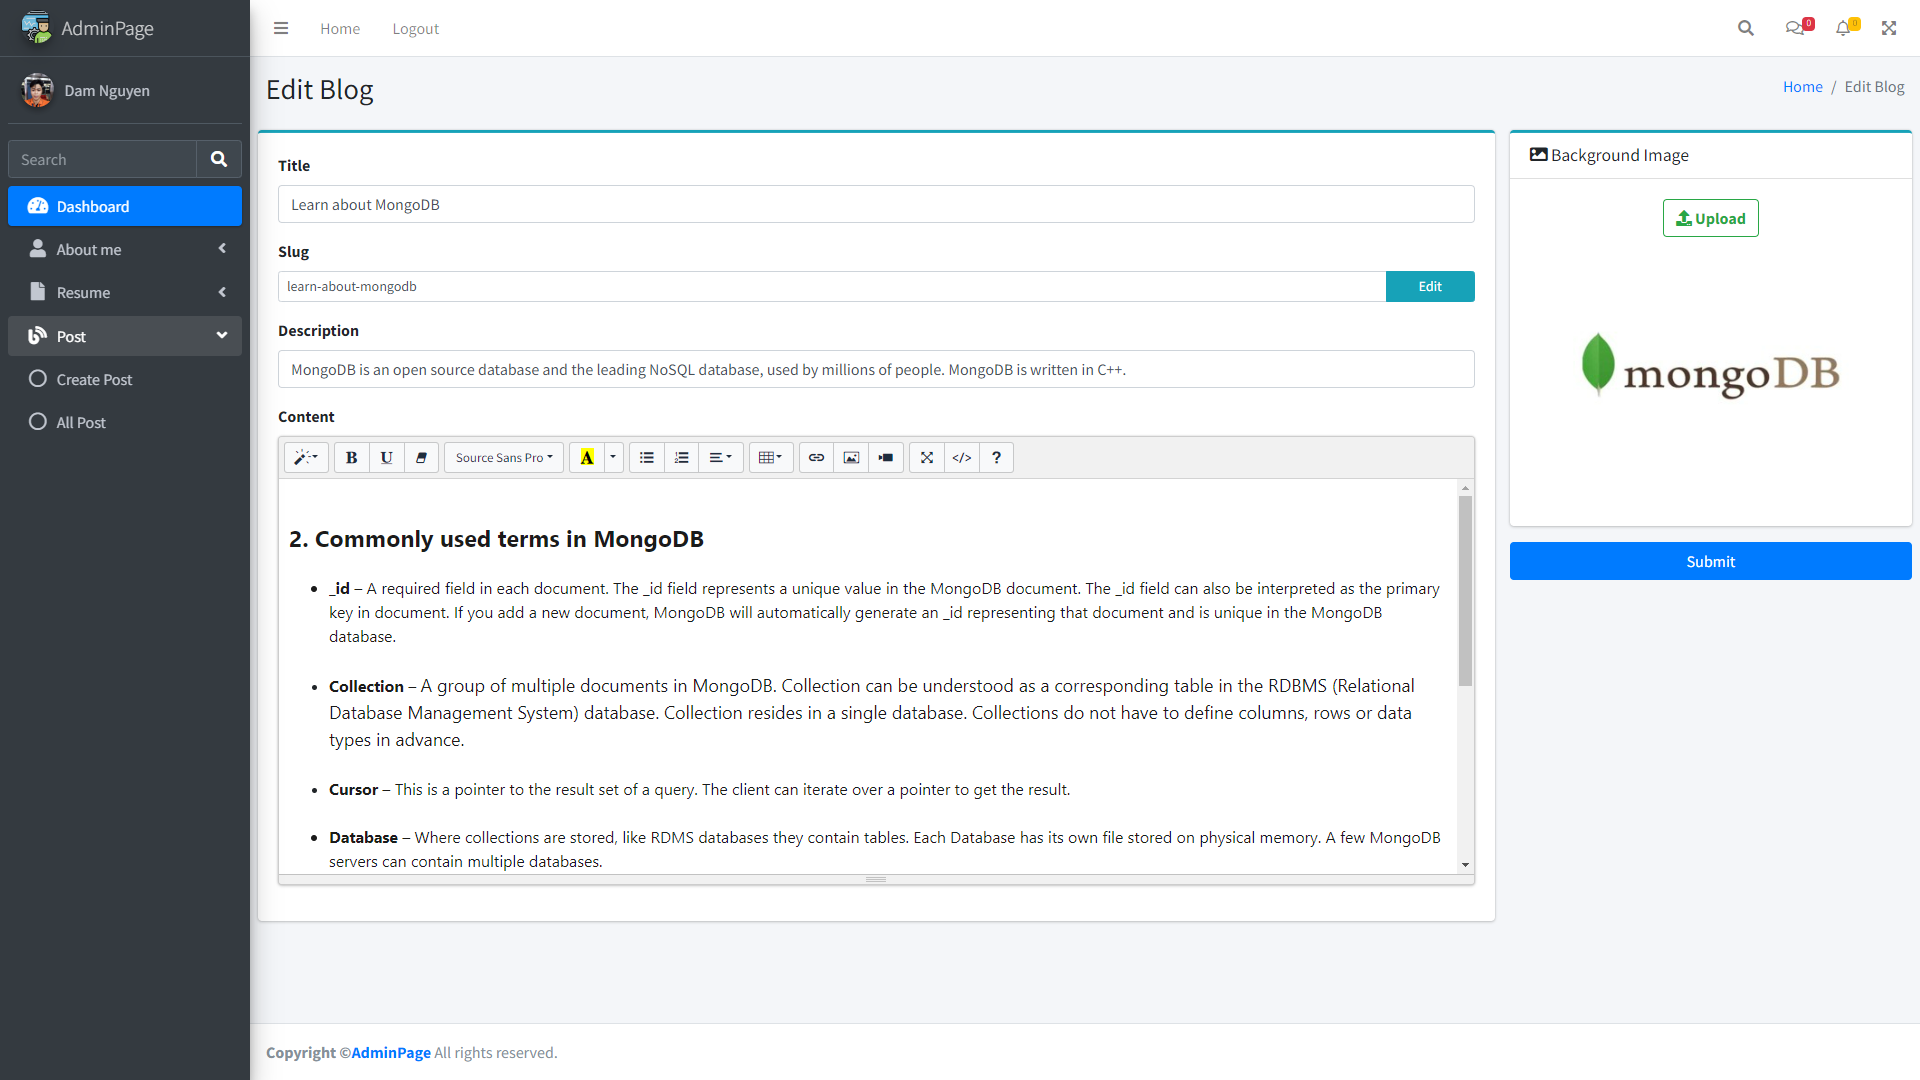 AdminPage
Home
Logout
0
0
Dam Nguyen
Search
Dashboard
About me
Resume
Post
Create Post
All Post
Edit Blog
Home / Edit Blog
Title
Learn about MongoDB
Slug
learn-about-mongodb
Edit
Description
MongoDB is an open source database and the leading NoSQL database, used by millions of people. MongoDB is written in C++.
Content
B U Source Sans Pro A </> ?
2. Commonly used terms in MongoDB
• _id – A required field in each document. The _id field represents a unique value in the MongoDB document. The _id field can also be interpreted as the primary
key in document. If you add a new document, MongoDB will automatically generate an _id representing that document and is unique in the MongoDB
database.
• Collection – A group of multiple documents in MongoDB. Collection can be understood as a corresponding table in the RDBMS (Relational
Database Management System) database. Collection resides in a single database. Collections do not have to define columns, rows or data
types in advance.
• Cursor – This is a pointer to the result set of a query. The client can iterate over a pointer to get the result.
• Database – Where collections are stored, like RDMS databases they contain tables. Each Database has its own file stored on physical memory. A few MongoDB
servers can contain multiple databases.
Background Image
Upload
mongoDB
Submit
Copyright ©AdminPage All rights reserved.